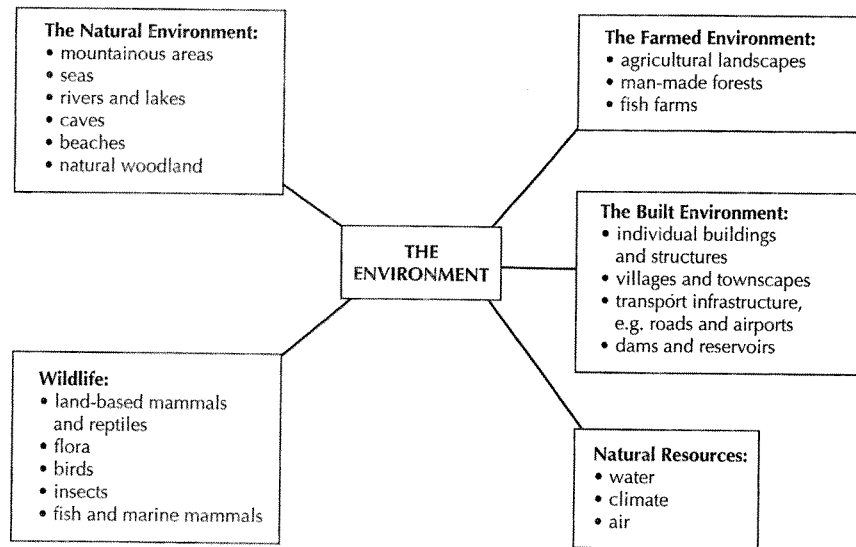 The Natural Environment:
• mountainous areas
• seas
• rivers and lakes
• caves
• beaches
• natural woodland
The Farmed Environment:
• agricultural landscapes
• man-made forests
• fish farms
THE
ENVIRONMENT
The Built Environment:
• individual buildings
and structures
• villages and townscapes
• transport infrastructure,
e.g. roads and airports
• dams and reservoirs
Wildlife:
• land-based mammals
and reptiles
• flora
• birds
• insects
• fish and marine mammals
Natural Resources:
• water
• climate
• air